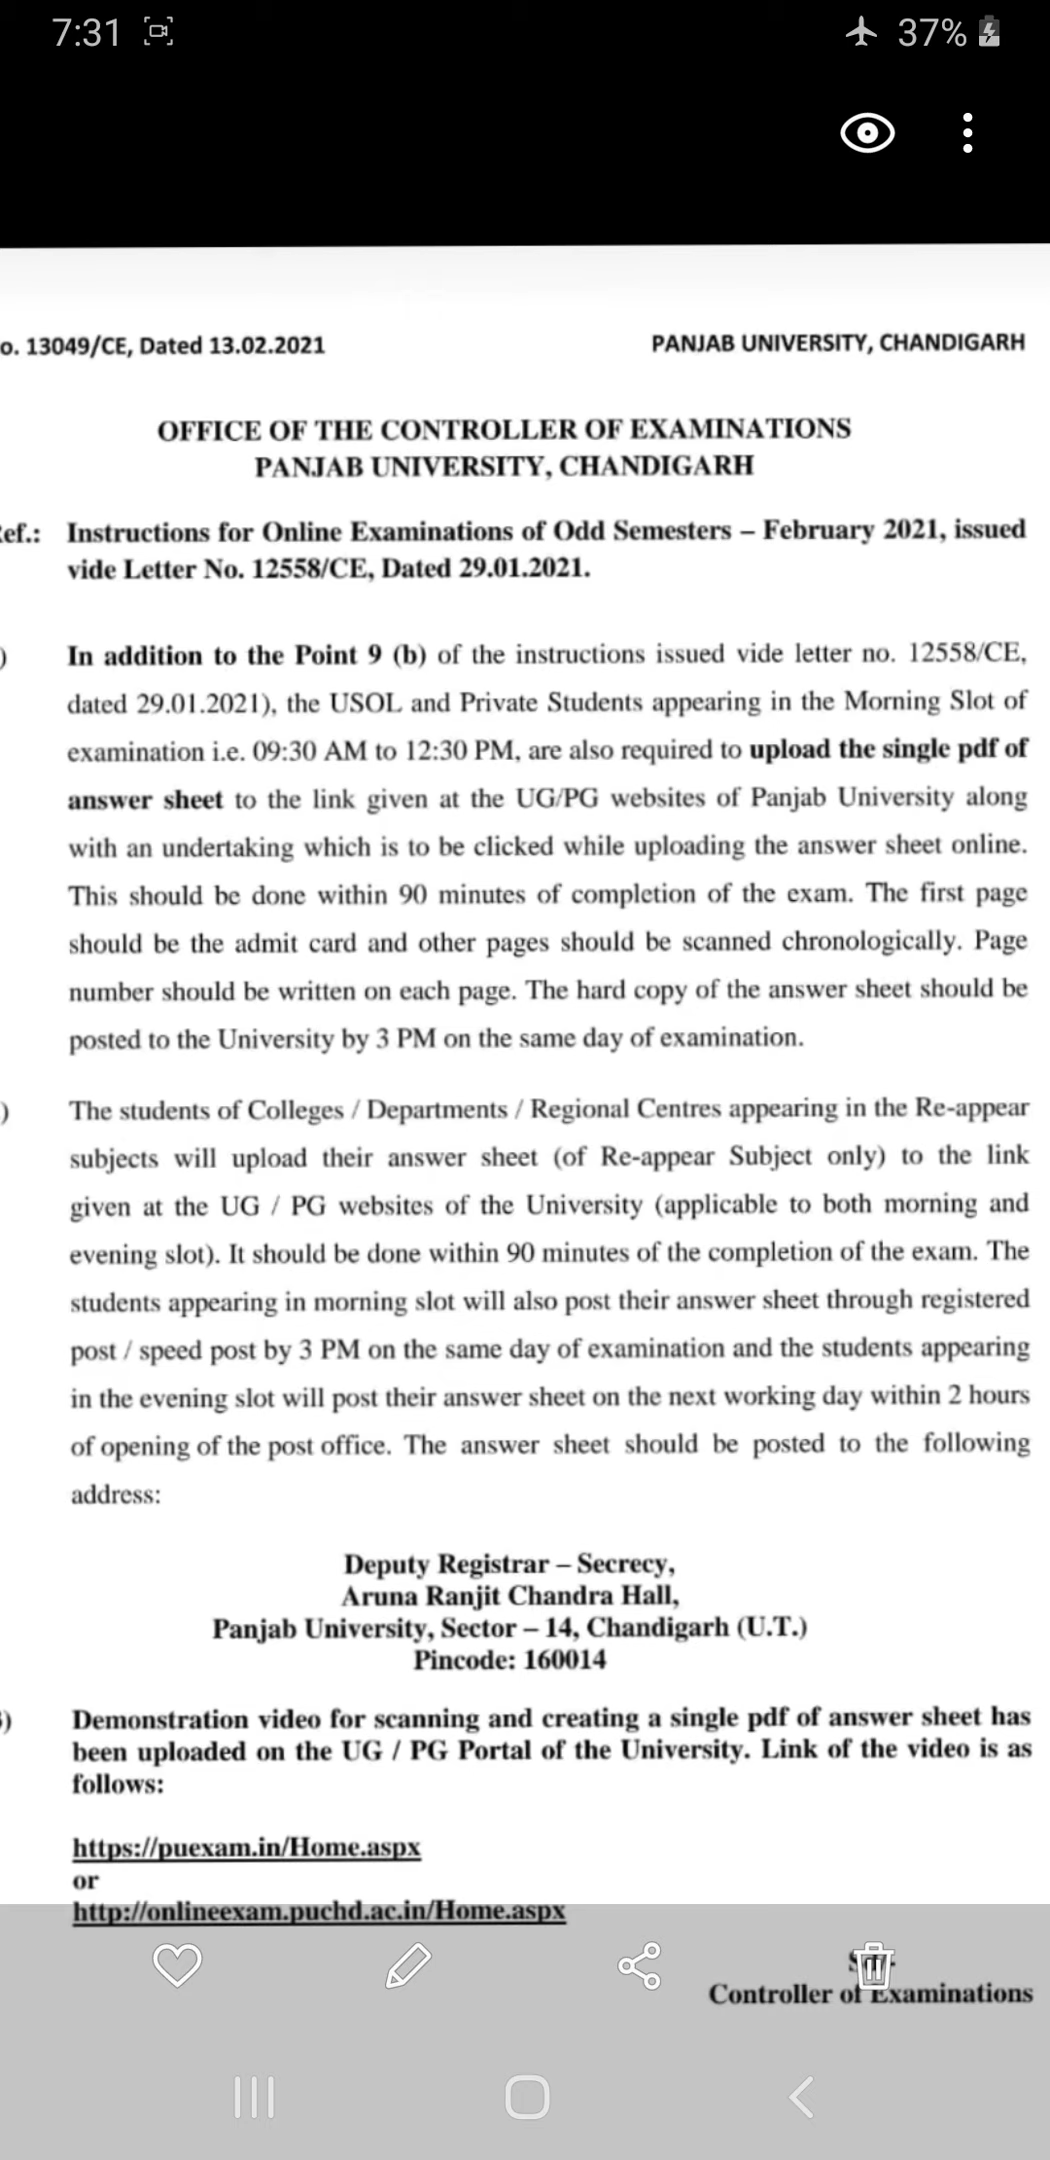 7:31 37%
o. 13049/CE, Dated 13.02.2021 PANJAB UNIVERSITY, CHANDIGARH
OFFICE OF THE CONTROLLER OF EXAMINATIONS
PANJAB UNIVERSITY, CHANDIGARH
ef.: Instructions for Online Examinations of Odd Semesters – February 2021, issued
vide Letter No. 12558/CE, Dated 29.01.2021.
) In addition to the Point 9 (b) of the instructions issued vide letter no. 12558/CE,
dated 29.01.2021), the USOL and Private Students appearing in the Morning Slot of
examination i.e. 09:30 AM to 12:30 PM, are also required to upload the single pdf of
answer sheet to the link given at the UG/PG websites of Panjab University along
with an undertaking which is to be clicked while uploading the answer sheet online.
This should be done within 90 minutes of completion of the exam. The first page
should be the admit card and other pages should be scanned chronologically. Page
number should be written on each page. The hard copy of the answer sheet should be
posted to the University by 3 PM on the same day of examination.
) The students of Colleges / Departments / Regional Centres appearing in the Re-appear
subjects will upload their answer sheet (of Re-appear Subject only) to the link
given at the UG / PG websites of the University (applicable to both morning and
evening slot). It should be done within 90 minutes of the completion of the exam. The
students appearing in morning slot will also post their answer sheet through registered
post / speed post by 3 PM on the same day of examination and the students appearing
in the evening slot will post their answer sheet on the next working day within 2 hours
of opening of the post office. The answer sheet should be posted to the following
address:
Deputy Registrar – Secrecy,
Aruna Ranjit Chandra Hall,
Panjab University, Sector – 14, Chandigarh (U.T.)
Pincode: 160014
) Demonstration video for scanning and creating a single pdf of answer sheet has
been uploaded on the UG / PG Portal of the University. Link of the video is as
follows:
https://puexam.in/Home.aspx
or
http://onlineexam.puchd.ac.in/Home.aspx
Controller of Examinations